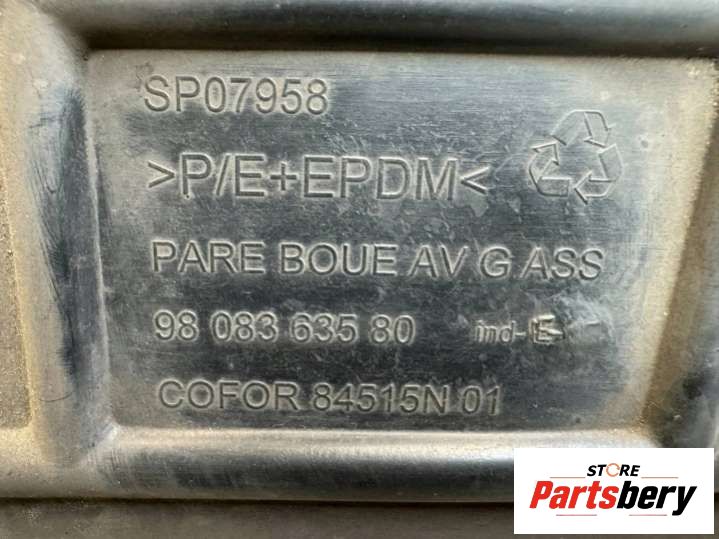 SP07958
>P/E+EPDM<
PARE BOUE AV G ASS
98 083 635 80 ind-E-
COFOR 84515N 01
STORE
Partsbery